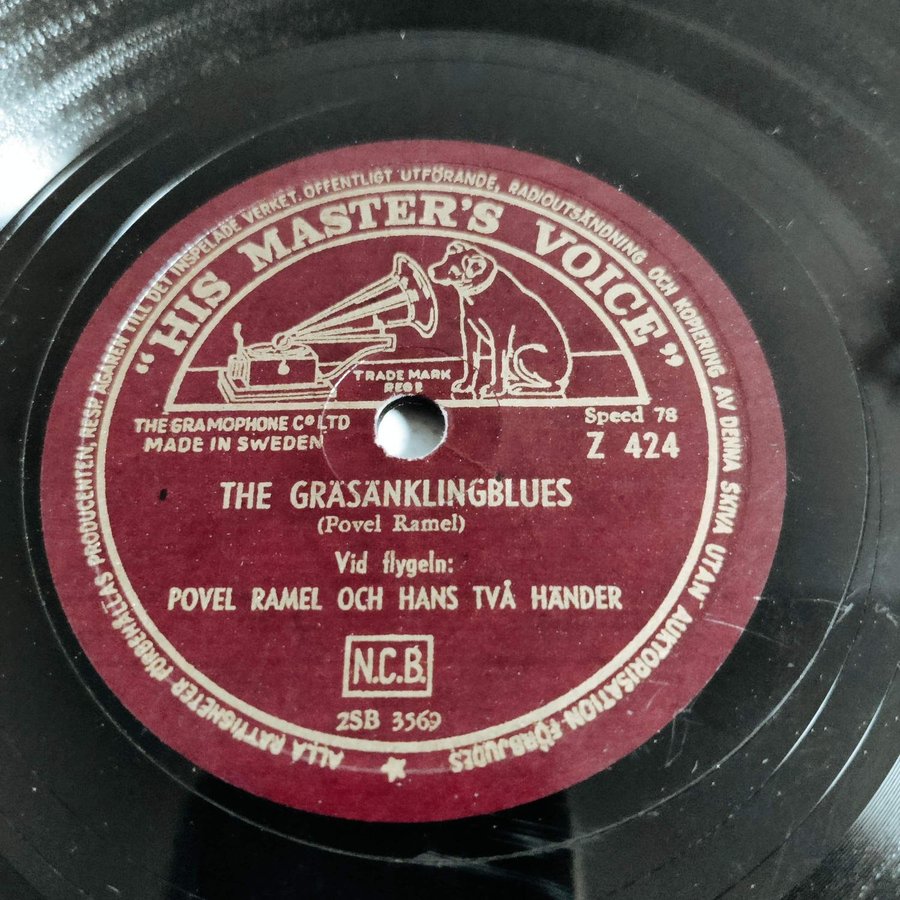 ALLA RÄTTIGHETER FÖRBEHÅLLAS PRODUCENTEN, RESP. ÄGAREN TILL DET INSPELADE VERKET. OFFENTLIGT UTFÖRANDE, RADIOUTSÄNDNING OCH KOPIERING AV DENNA SKIVA UTAN AUKTORISATION FÖRBJUDES
"HIS MASTER'S VOICE"
TRADE MARK
REGD
THE GRAMOPHONE Co LTD
MADE IN SWEDEN
Speed 78
Z 424
THE GRÄSÄNKLINGBLUES
(Povel Ramel)
Vid flygeln:
POVEL RAMEL OCH HANS TVÅ HÄNDER
N.C.B.
2SB 3569